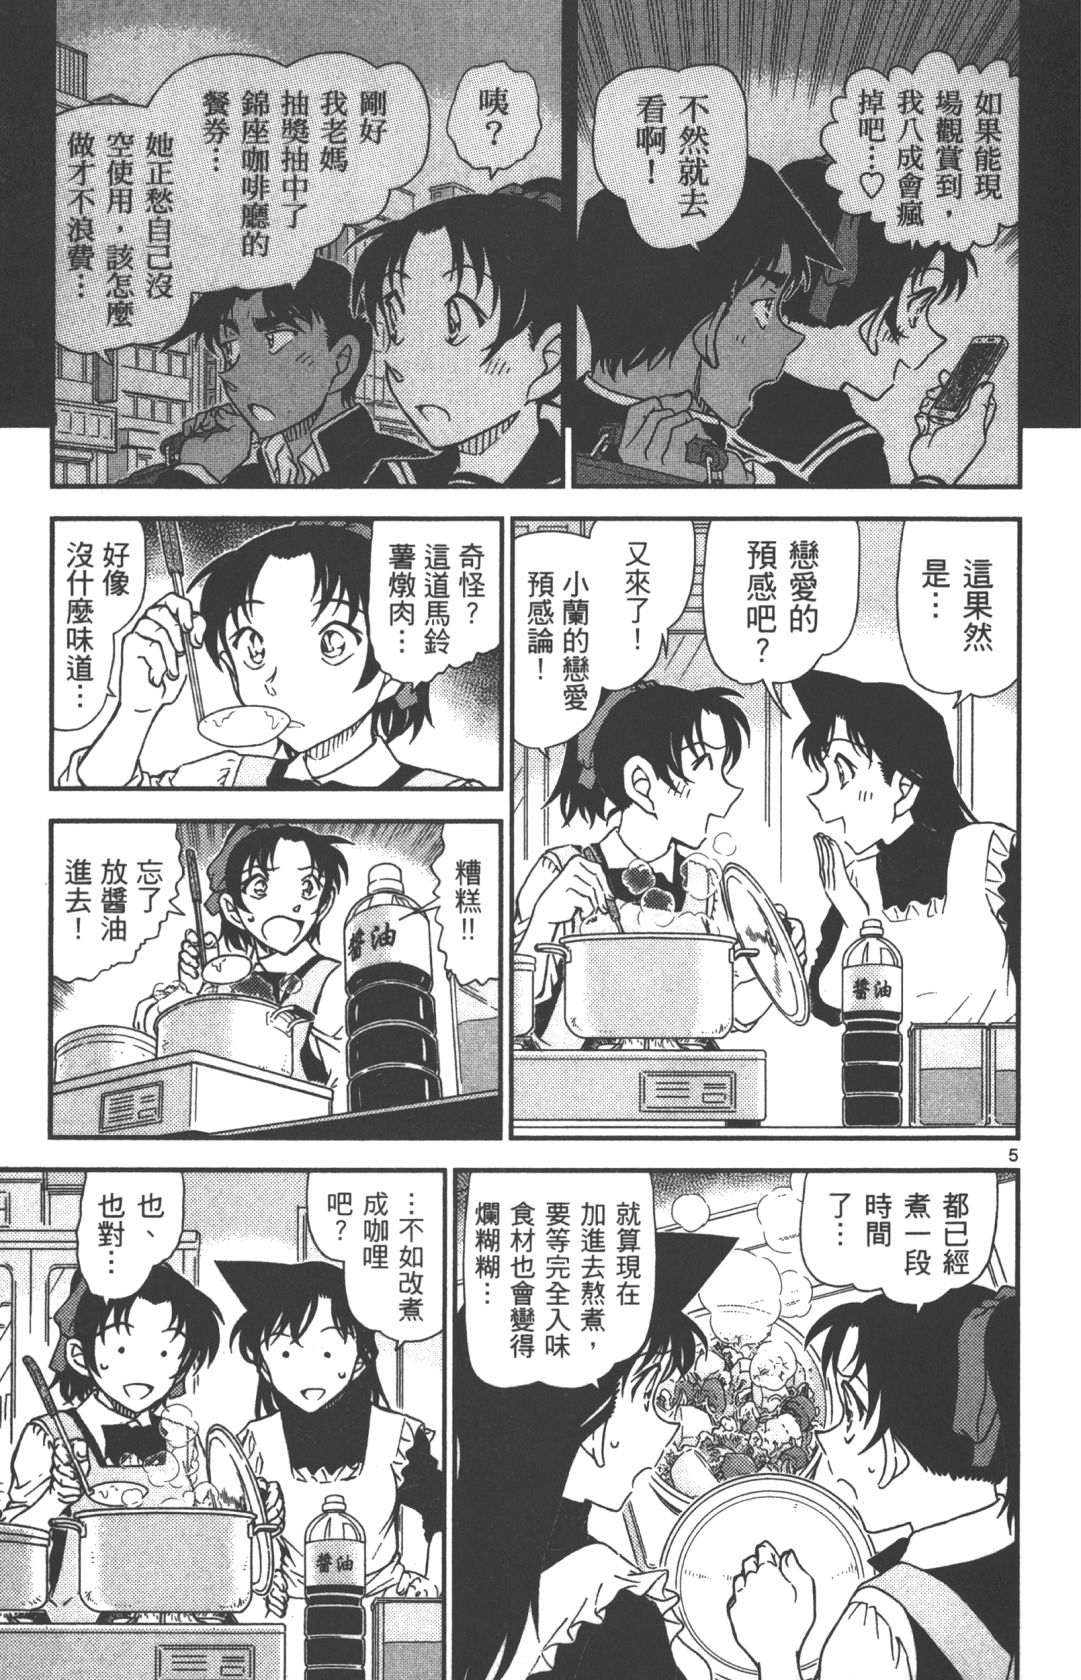 如果能現
場觀賞到，
我八成會瘋
掉吧…♡
不然就去
看啊！
咦？
剛好
我老媽
抽獎抽中了
錦座咖啡廳的
餐券…
她正愁自己沒
空使用，該怎麼
做才不浪費…
這果然
是…
戀愛的
預感吧？
又來了！
小蘭的戀愛
預感論！
醬油
奇怪？
這道馬鈴
薯燉肉…
好像
沒什麼味道…
糟糕!!
忘了
放醬油
進去！
醬油
5
都已經
煮一段
時間
了…
就算現在
加進去熬煮，
要等完全入味
食材也會變得
爛糊糊…
…不如改煮
成咖哩
吧？
也、
也對…
醬油